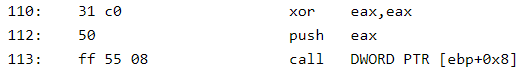 110: 31 c0 xor eax,eax
112: 50 push eax
113: ff 55 08 call DWORD PTR [ebp+0x8]